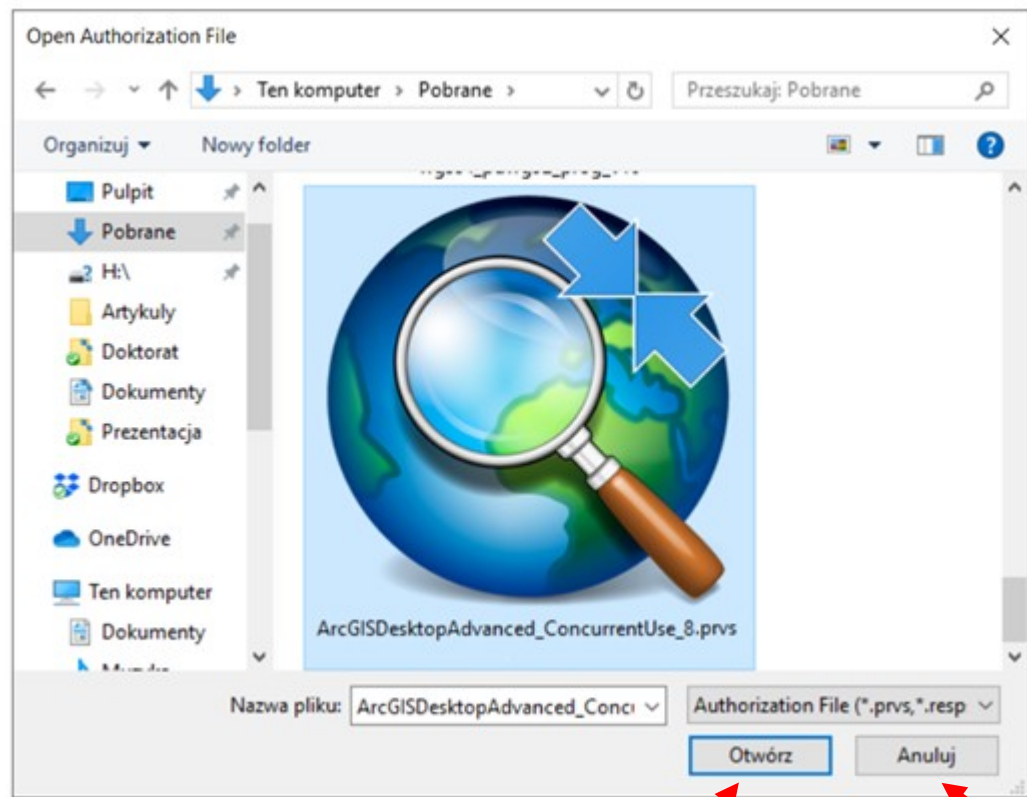 Open Authorization File
Ten komputer > Pobrane >
Przeszukaj: Pobrane
Organizuj
Nowy folder
Pulpit
Pobrane
H:\
Artykuly
Doktorat
Dokumenty
Prezentacja
Dropbox
OneDrive
Ten komputer
Dokumenty
ArcGISDesktopAdvanced_ConcurrentUse_8.prvs
Nazwa pliku:
ArcGISDesktopAdvanced_Conc
Authorization File (*.prvs,*.resp
Otwórz
Anuluj